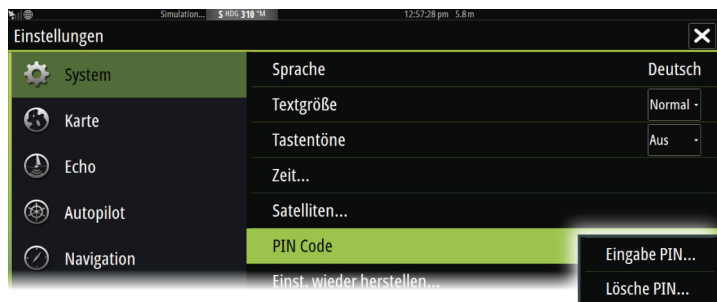 Simulation... S HDG 310 °M 12:57:28 pm 5.8 m
Einstellungen
System
Karte
Echo
Autopilot
Navigation
Sprache Deutsch
Textgröße Normal
Tastentöne Aus
Zeit...
Satelliten...
PIN Code
Einst. wieder herstellen...
Eingabe PIN...
Lösche PIN...